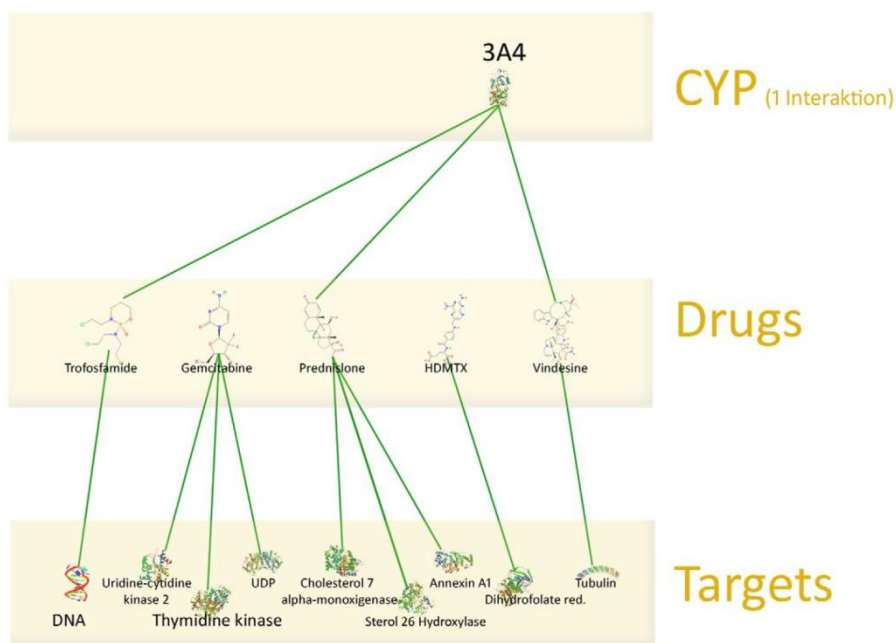 3A4
CYP (1 Interaktion)
Drugs
Trofosfamide
Gemcitabine
Prednislone
HDMTX
Vindesine
Uridine-cytidine
kinase 2
UDP
Cholesterol 7
alpha-monoxigenase
Annexin A1
Dihydrofolate red.
Tubulin
DNA
Thymidine kinase
Sterol 26 Hydroxylase
Targets